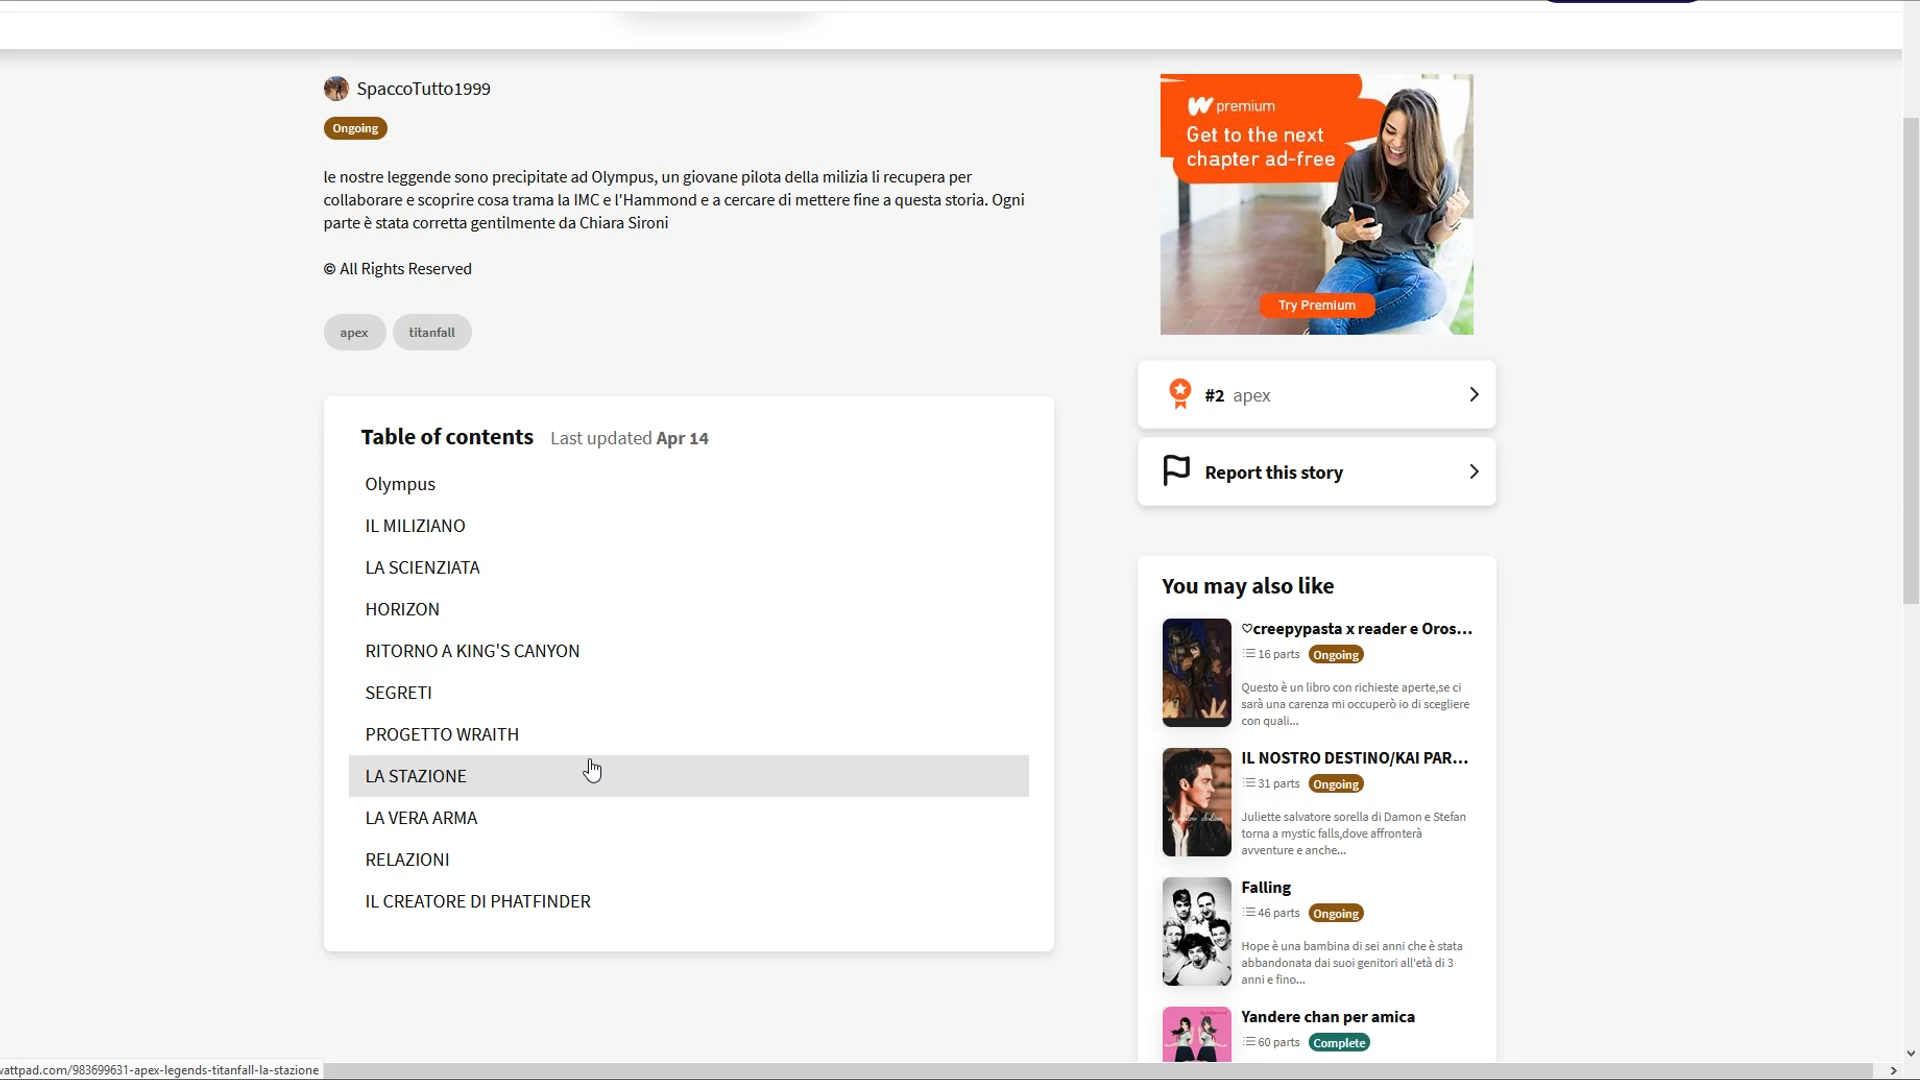 SpaccoTutto1999
Ongoing
le nostre leggende sono precipitate ad Olympus, un giovane pilota della milizia li recupera per
collaborare e scoprire cosa trama la IMC e l'Hammond e a cercare di mettere fine a questa storia. Ogni
parte è stata corretta gentilmente da Chiara Sironi
© All Rights Reserved
apex
titanfall
Table of contents Last updated Apr 14
Olympus
IL MILIZIANO
LA SCIENZIATA
HORIZON
RITORNO A KING'S CANYON
SEGRETI
PROGETTO WRAITH
LA STAZIONE
LA VERA ARMA
RELAZIONI
IL CREATORE DI PHATFINDER
premium
Get to the next
chapter ad-free
Try Premium
#2 apex
Report this story
You may also like
♡creepypasta x reader e Oros...
16 parts Ongoing
Questo è un libro con richieste aperte,se ci
sarà una carenza mi occuperò io di scegliere
con quali...
IL NOSTRO DESTINO/KAI PAR...
31 parts Ongoing
Juliette salvatore sorella di Damon e Stefan
torna a mystic falls,dove affronterà
avventure e anche...
Falling
46 parts Ongoing
Hope è una bambina di sei anni che è stata
abbandonata dai suoi genitori all'età di 3
anni e fino...
Yandere chan per amica
60 parts Complete
wattpad.com/983699631-apex-legends-titanfall-la-stazione